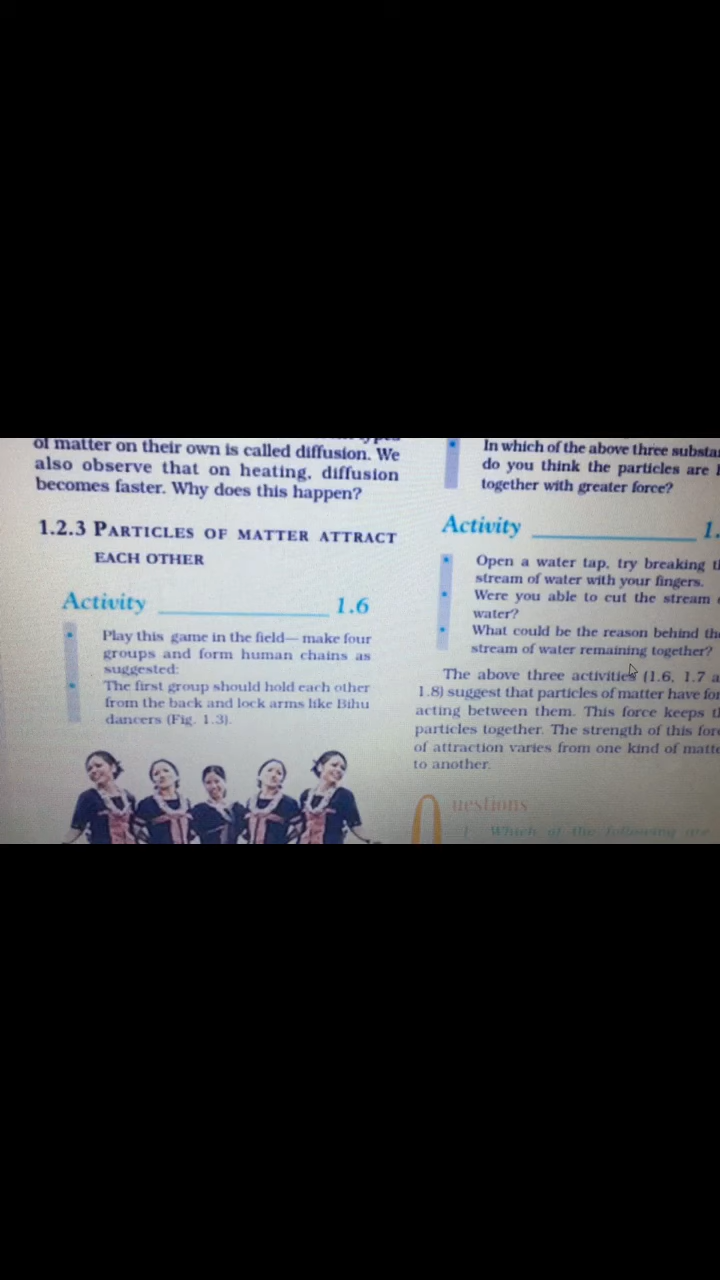 of matter on their own is called diffusion. We
also observe that on heating, diffusion
becomes faster. Why does this happen?
1.2.3 PARTICLES OF MATTER ATTRACT
EACH OTHER
Activity 1.6
• Play this game in the field— make four
groups and form human chains as
suggested:
• The first group should hold each other
from the back and lock arms like Bihu
dancers (Fig. 1.3).
• In which of the above three
do you think the particles are
together with greater force?
Activity 1.
• Open a water tap, try breaking
stream of water with your fingers.
• Were you able to cut the stream
water?
• What could be the reason behind
stream of water remaining together?
The above three activities (1.6, 1.7
1.8) suggest that particles of matter have
acting between them. This force keeps
particles together. The strength of this
of attraction varies from one kind of
to another.
Questions
1. Which of the following are